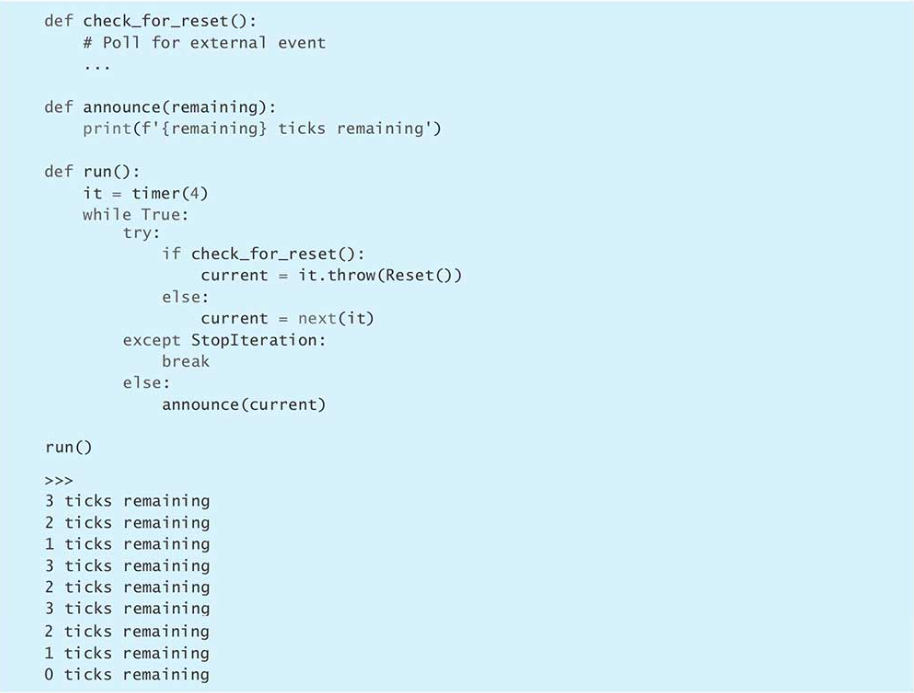 def check_for_reset():
    # Poll for external event
    ...

def announce(remaining):
    print(f'{remaining} ticks remaining')

def run():
    it = timer(4)
    while True:
        try:
            if check_for_reset():
                current = it.throw(Reset())
            else:
                current = next(it)
        except StopIteration:
            break
        else:
            announce(current)

run()

>>>
3 ticks remaining
2 ticks remaining
1 ticks remaining
3 ticks remaining
2 ticks remaining
3 ticks remaining
2 ticks remaining
1 ticks remaining
0 ticks remaining